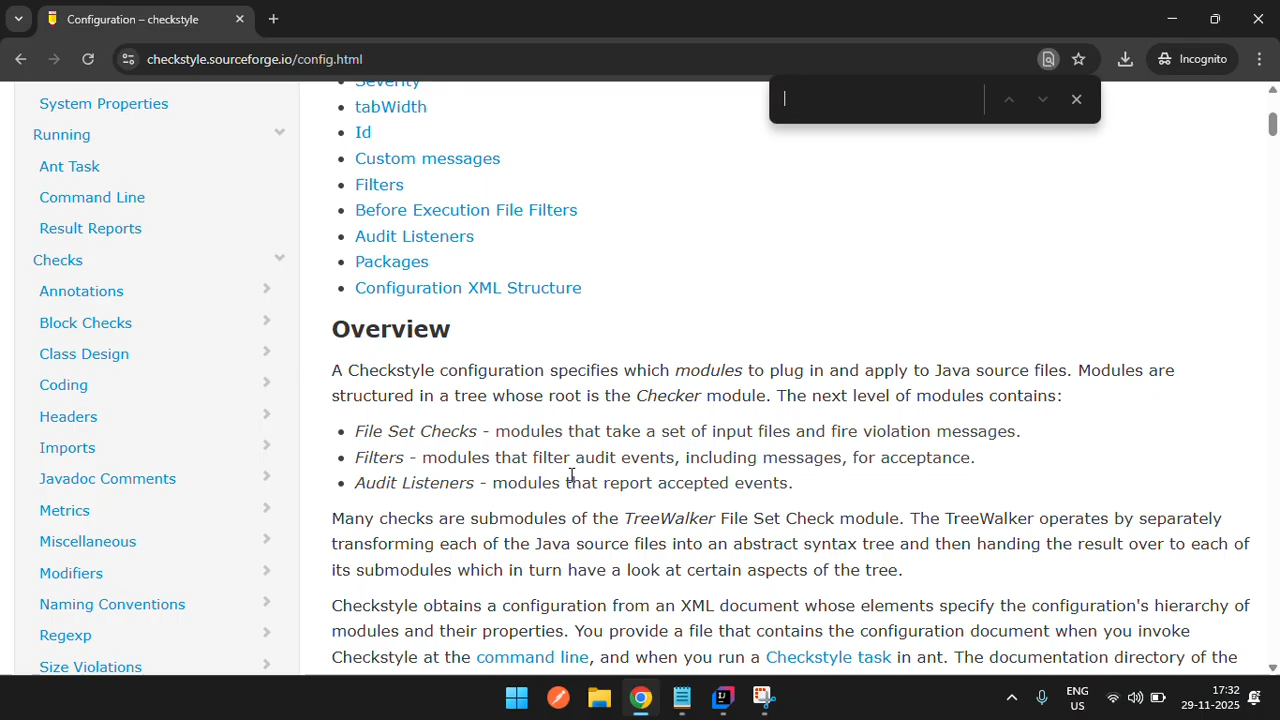 Configuration – checkstyle
checkstyle.sourceforge.io/config.html
Incognito
System Properties
Running
Ant Task
Command Line
Result Reports
Checks
Annotations
Block Checks
Class Design
Coding
Headers
Imports
Javadoc Comments
Metrics
Miscellaneous
Modifiers
Naming Conventions
Regexp
Size Violations
Severity
tabWidth
Id
Custom messages
Filters
Before Execution File Filters
Audit Listeners
Packages
Configuration XML Structure
Overview
A Checkstyle configuration specifies which modules to plug in and apply to Java source files. Modules are
structured in a tree whose root is the Checker module. The next level of modules contains:
File Set Checks - modules that take a set of input files and fire violation messages.
Filters - modules that filter audit events, including messages, for acceptance.
Audit Listeners - modules that report accepted events.
Many checks are submodules of the TreeWalker File Set Check module. The TreeWalker operates by separately
transforming each of the Java source files into an abstract syntax tree and then handing the result over to each of
its submodules which in turn have a look at certain aspects of the tree.
Checkstyle obtains a configuration from an XML document whose elements specify the configuration's hierarchy of
modules and their properties. You provide a file that contains the configuration document when you invoke
Checkstyle at the command line, and when you run a Checkstyle task in ant. The documentation directory of the
ENG
US
17:32
29-11-2025